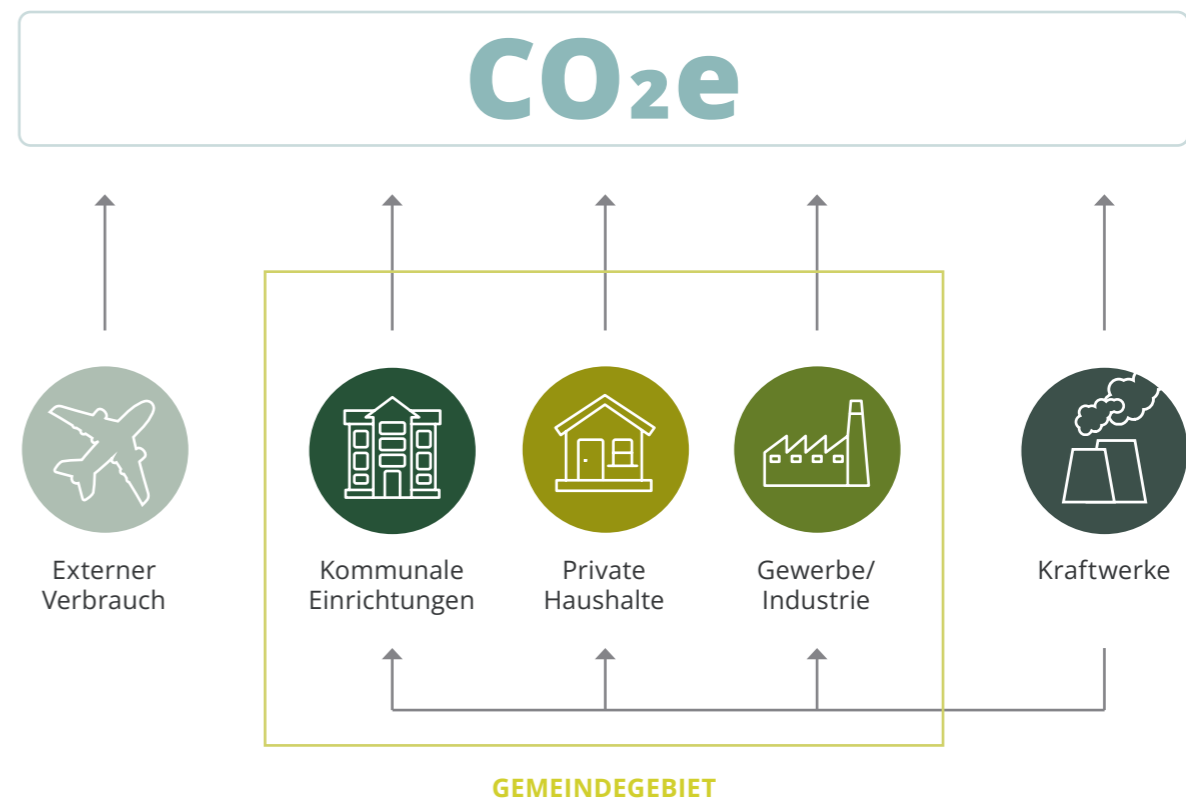 CO₂e
Externer
Verbrauch
Kommunale
Einrichtungen
Private
Haushalte
Gewerbe/
Industrie
Kraftwerke
GEMEINDEGEBIET